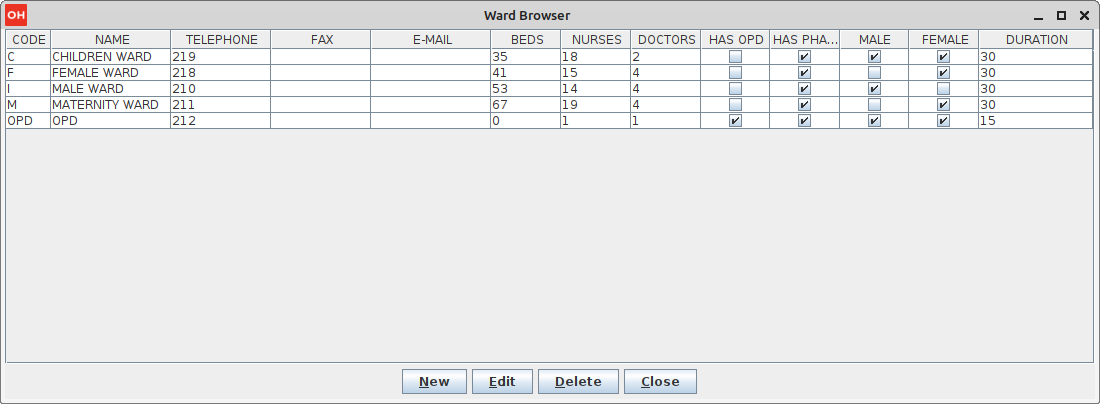 OH Ward Browser
CODE NAME TELEPHONE FAX E-MAIL BEDS NURSES DOCTORS HAS OPD HAS PHA... MALE FEMALE DURATION
C CHILDREN WARD 219 35 18 2 30
F FEMALE WARD 218 41 15 4 30
I MALE WARD 210 53 14 4 30
M MATERNITY WARD 211 67 19 4 30
OPD OPD 212 0 1 1 15
New Edit Delete Close